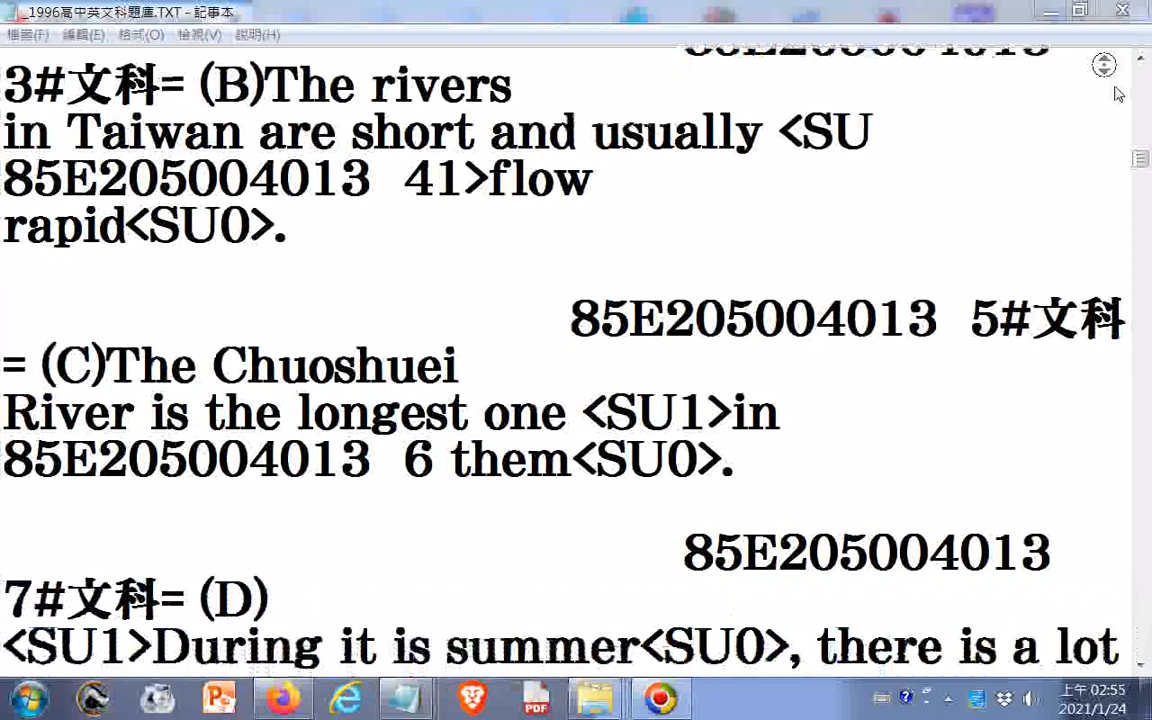 _1996高中英文科題庫.TXT - 記事本
檔案(F) 編輯(E) 格式(O) 檢視(V) 說明(H)
85E205004013
3#文科= (B)The rivers
in Taiwan are short and usually <SU
85E205004013 41>flow
rapid<SU0>.
85E205004013 5#文科
= (C)The Chuoshuei
River is the longest one <SU1>in
85E205004013 6 them<SU0>.
85E205004013
7#文科= (D)
<SU1>During it is summer<SU0>, there is a lot
PDF
上午 02:55
2021/1/24